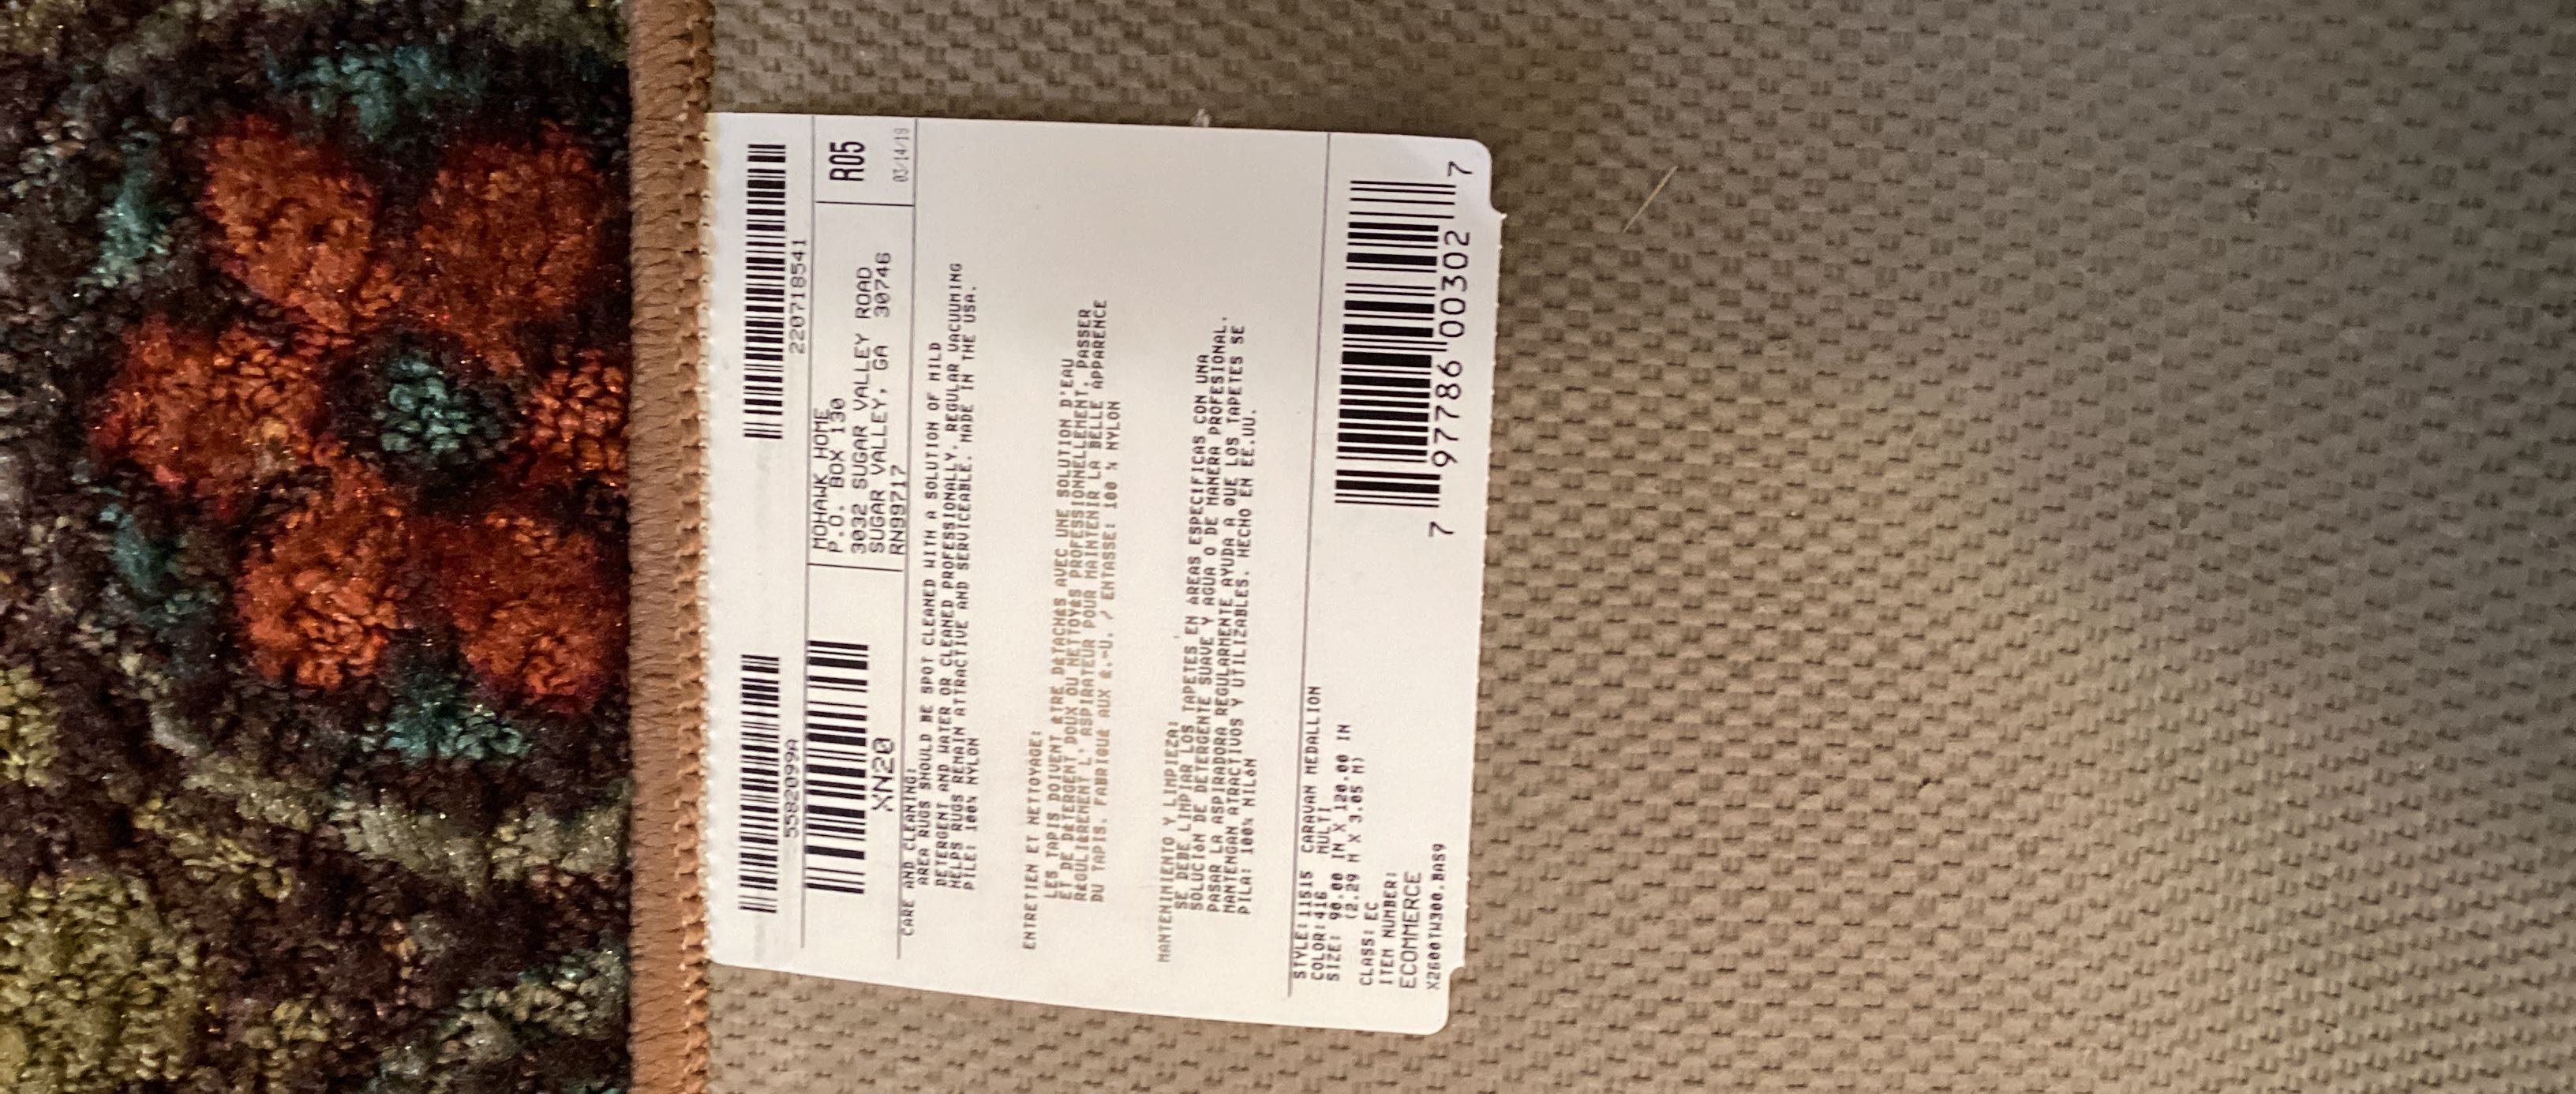 5582099A
220718541
XN20
MOHAWK HOME
P.O. BOX 130
3032 SUGAR VALLEY ROAD
SUGAR VALLEY, GA 30746
RN99717
R05
03/14/19
CARE AND CLEANING:
AREA RUGS SHOULD BE SPOT CLEANED WITH A SOLUTION OF MILD
DETERGENT AND WATER OR CLEANED PROFESSIONALLY. REGULAR VACUUMING
HELPS RUGS REMAIN ATTRACTIVE AND SERVICEABLE. MADE IN THE USA.
PILE: 100% NYLON
ENTRETIEN ET NETTOYAGE:
LES TAPIS DOIVENT êTRE DéTACHéS AVEC UNE SOLUTION D'EAU
ET DE DéTERGENT DOUX OU NETTOYéS PROFESSIONNELLEMENT. PASSER
RéGULIèREMENT L'ASPIRATEUR POUR MAINTENIR LA BELLE APPARENCE
DU TAPIS. FABRIQUé AUX é.-U. / ENTASSE: 100 % NYLON
MANTENIMIENTO Y LIMPIEZA:
SE DEBE LIMPIAR LOS TAPETES EN áREAS ESPECIFICAS CON UNA
SOLUCIóN DE DETERGENTE SUAVE Y AGUA O DE MANERA PROFESIONAL.
PASAR LA ASPIRADORA REGULARMENTE AYUDA A QUE LOS TAPETES SE
MANTENGAN ATRACTIVOS Y UTILIZABLES. HECHO EN EE.UU.
PILA: 100% NILóN
STYLE: 11515 CARAVAN MEDALLION
COLOR: 416 MULTI
SIZE: 90.00 IN X 120.00 IN
(2.29 M X 3.05 M)
CLASS: EC
ITEM NUMBER:
ECOMMERCE
X2600TW300.BAS9
7 97786 00302 7